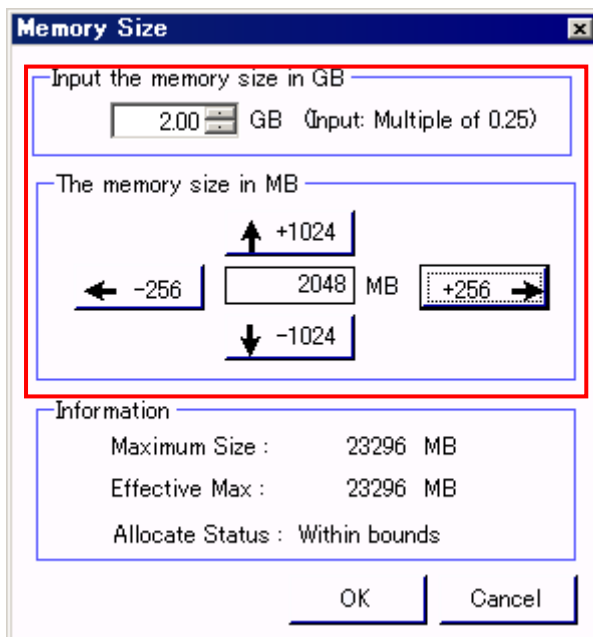 Memory Size
Input the memory size in GB
2.00 GB (Input: Multiple of 0.25)
The memory size in MB
+1024
-256 2048 MB +256
-1024
Information
Maximum Size : 23296 MB
Effective Max : 23296 MB
Allocate Status : Within bounds
OK Cancel